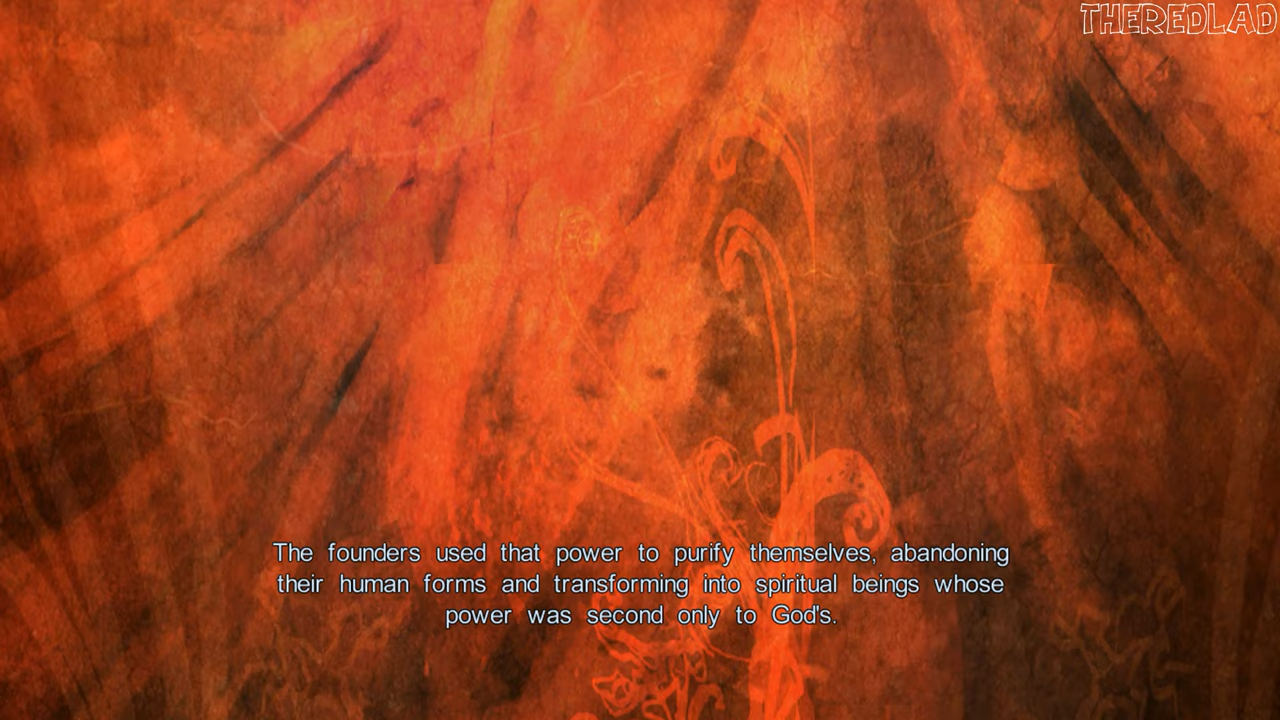 THEREDLAD
The founders used that power to purify themselves, abandoning
their human forms and transforming into spiritual beings whose
power was second only to God's.